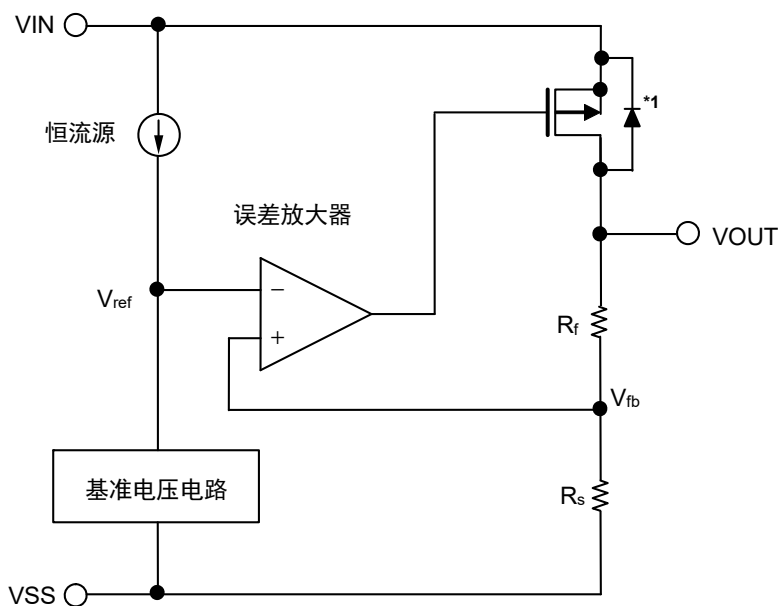 VIN
*1
恒流源
误差放大器
VOUT
Vref
−
Rf
+
Vfb
基准电压电路
Rs
VSS